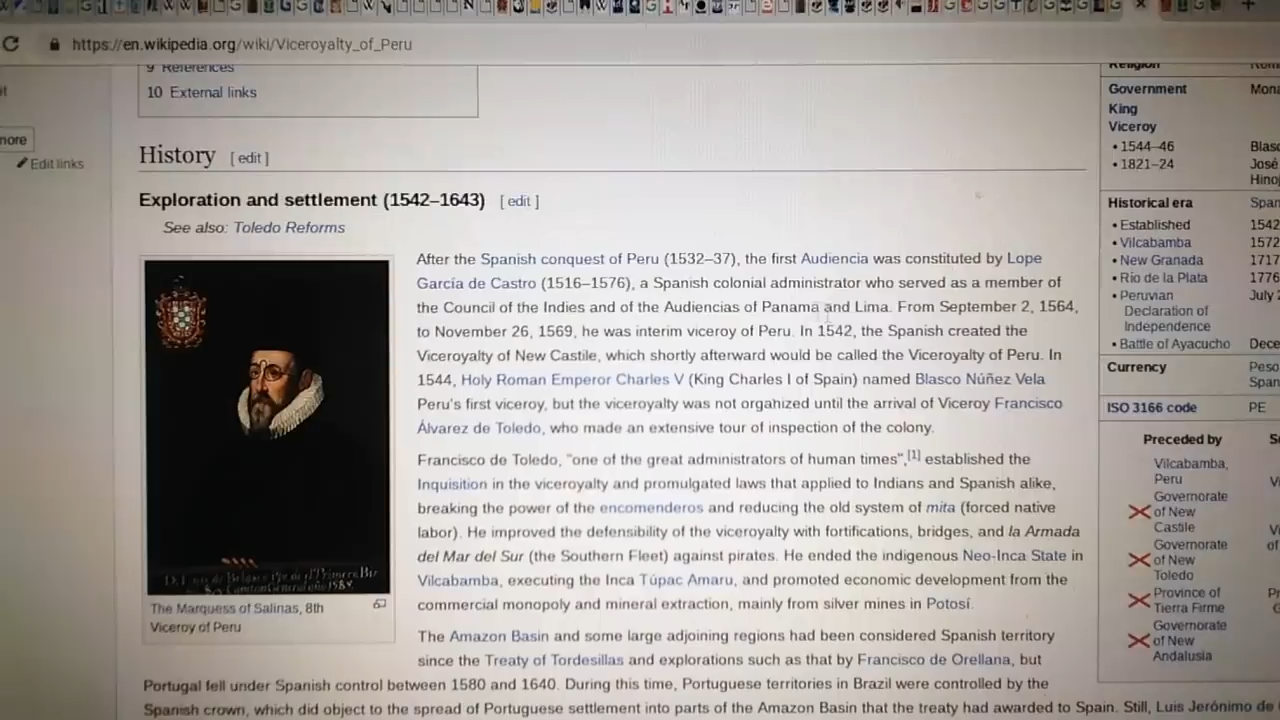 https://en.wikipedia.org/wiki/Viceroyalty_of_Peru
9 References
10 External links
more
Edit links
History [ edit ]
Exploration and settlement (1542–1643) [ edit ]
See also: Toledo Reforms
After the Spanish conquest of Peru (1532–37), the first Audiencia was constituted by Lope
García de Castro (1516–1576), a Spanish colonial administrator who served as a member of
the Council of the Indies and of the Audiencias of Panama and Lima. From September 2, 1564,
to November 26, 1569, he was interim viceroy of Peru. In 1542, the Spanish created the
Viceroyalty of New Castile, which shortly afterward would be called the Viceroyalty of Peru. In
1544, Holy Roman Emperor Charles V (King Charles I of Spain) named Blasco Núñez Vela
Peru's first viceroy, but the viceroyalty was not organized until the arrival of Viceroy Francisco
Álvarez de Toledo, who made an extensive tour of inspection of the colony.
Francisco de Toledo, "one of the great administrators of human times",[1] established the
Inquisition in the viceroyalty and promulgated laws that applied to Indians and Spanish alike,
breaking the power of the encomenderos and reducing the old system of mita (forced native
labor). He improved the defensibility of the viceroyalty with fortifications, bridges, and la Armada
del Mar del Sur (the Southern Fleet) against pirates. He ended the indigenous Neo-Inca State in
Vilcabamba, executing the Inca Túpac Amaru, and promoted economic development from the
commercial monopoly and mineral extraction, mainly from silver mines in Potosí.
The Marquess of Salinas, 8th
Viceroy of Peru
The Amazon Basin and some large adjoining regions had been considered Spanish territory
since the Treaty of Tordesillas and explorations such as that by Francisco de Orellana, but
Portugal fell under Spanish control between 1580 and 1640. During this time, Portuguese territories in Brazil were controlled by the
Spanish crown, which did object to the spread of Portuguese settlement into parts of the Amazon Basin that the treaty had awarded to Spain. Still, Luis Jerónimo de
Religion
Government Mona
King
Viceroy
• 1544–46 Blasc
• 1821–24 José
Hino
Historical era Span
• Established 1542
• Vilcabamba 1572
• New Granada 1717
• Río de la Plata 1776
• Peruvian July
Declaration of
Independence
• Battle of Ayacucho Dece
Currency Peso
Span
ISO 3166 code PE
Preceded by
Vilcabamba,
Peru
Governorate
of New
Castile
Governorate
of New
Toledo
Province of
Tierra Firme
Governorate
of New
Andalusia